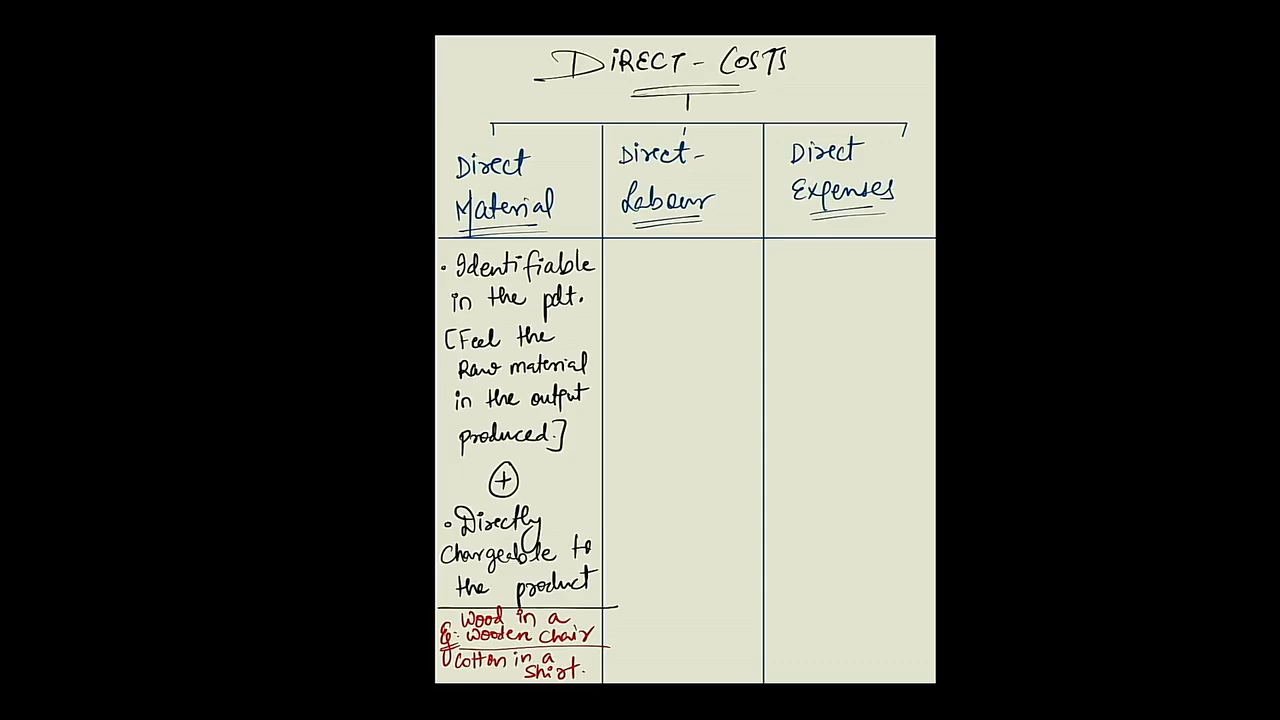 DIRECT - COSTS
Direct
Material
Direct-
Labour
Direct
Expenses
• Identifiable
in the pdt.
[Feel the
Raw material
in the output
produced.]
+
• Directly
Chargeable to
the product
Eg:- Wood in a
wooden chair
Cotton in a
Shirt.